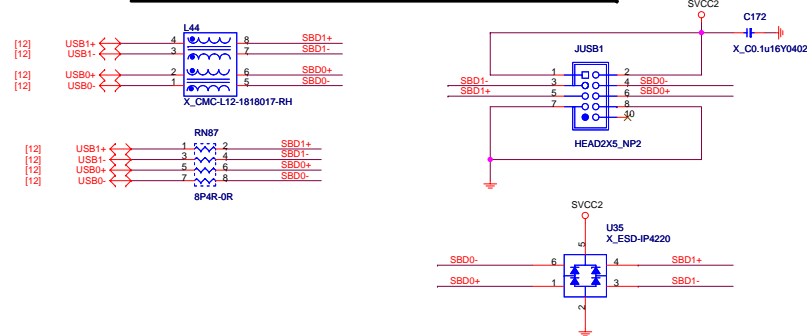 L44
[12] USB1+ 4 8 SBD1+
[12] USB1- 3 7 SBD1-
[12] USB0+ 2 6 SBD0+
[12] USB0- 1 5 SBD0-
X_CMC-L12-1818017-RH
RN87
[12] USB1+ 1 2 SBD1+
[12] USB1- 3 4 SBD1-
[12] USB0+ 5 6 SBD0+
[12] USB0- 7 8 SBD0-
8P4R-0R
SVCC2
C172
X_C0.1u16Y0402
JUSB1
1 2
SBD1- 3 4 SBD0-
SBD1+ 5 6 SBD0+
7 8
10
HEAD2X5_NP2
SVCC2
U35
X_ESD-IP4220
5
SBD0- 6 4 SBD1+
SBD0+ 1 3 SBD1-
2